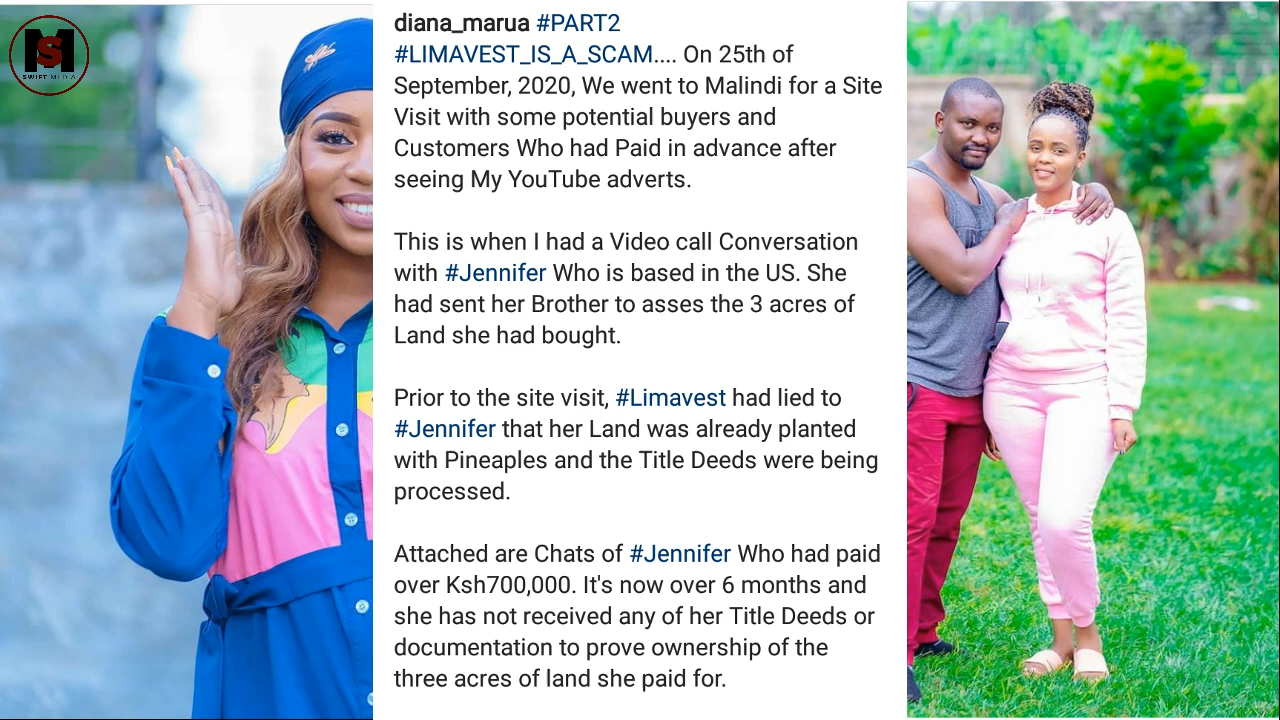 MS
SWIFT MEDIA
diana_marua #PART2
#LIMAVEST_IS_A_SCAM.... On 25th of
September, 2020, We went to Malindi for a Site
Visit with some potential buyers and
Customers Who had Paid in advance after
seeing My YouTube adverts.
This is when I had a Video call Conversation
with #Jennifer Who is based in the US. She
had sent her Brother to asses the 3 acres of
Land she had bought.
Prior to the site visit, #Limavest had lied to
#Jennifer that her Land was already planted
with Pineaples and the Title Deeds were being
processed.
Attached are Chats of #Jennifer Who had paid
over Ksh700,000. It's now over 6 months and
she has not received any of her Title Deeds or
documentation to prove ownership of the
three acres of land she paid for.